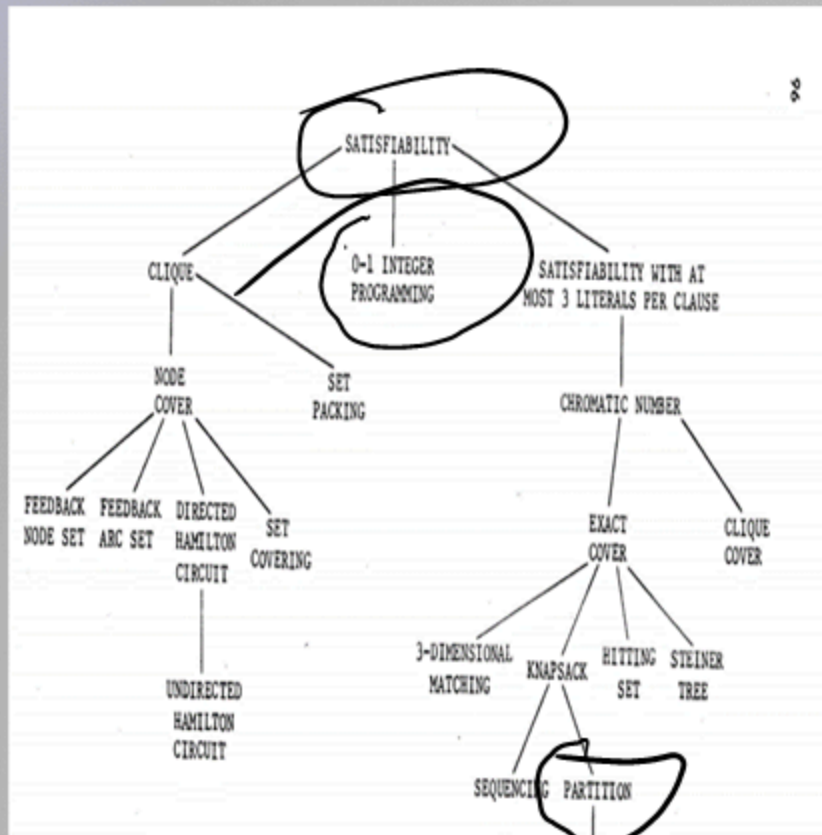 96
SATISFIABILITY
CLIQUE
0-1 INTEGER
PROGRAMMING
SATISFIABILITY WITH AT
MOST 3 LITERALS PER CLAUSE
NODE
COVER
SET
PACKING
CHROMATIC NUMBER
FEEDBACK
NODE SET
FEEDBACK
ARC SET
DIRECTED
HAMILTON
CIRCUIT
SET
COVERING
EXACT
COVER
CLIQUE
COVER
3-DIMENSIONAL
MATCHING
KNAPSACK
HITTING
SET
STEINER
TREE
UNDIRECTED
HAMILTON
CIRCUIT
SEQUENCING
PARTITION